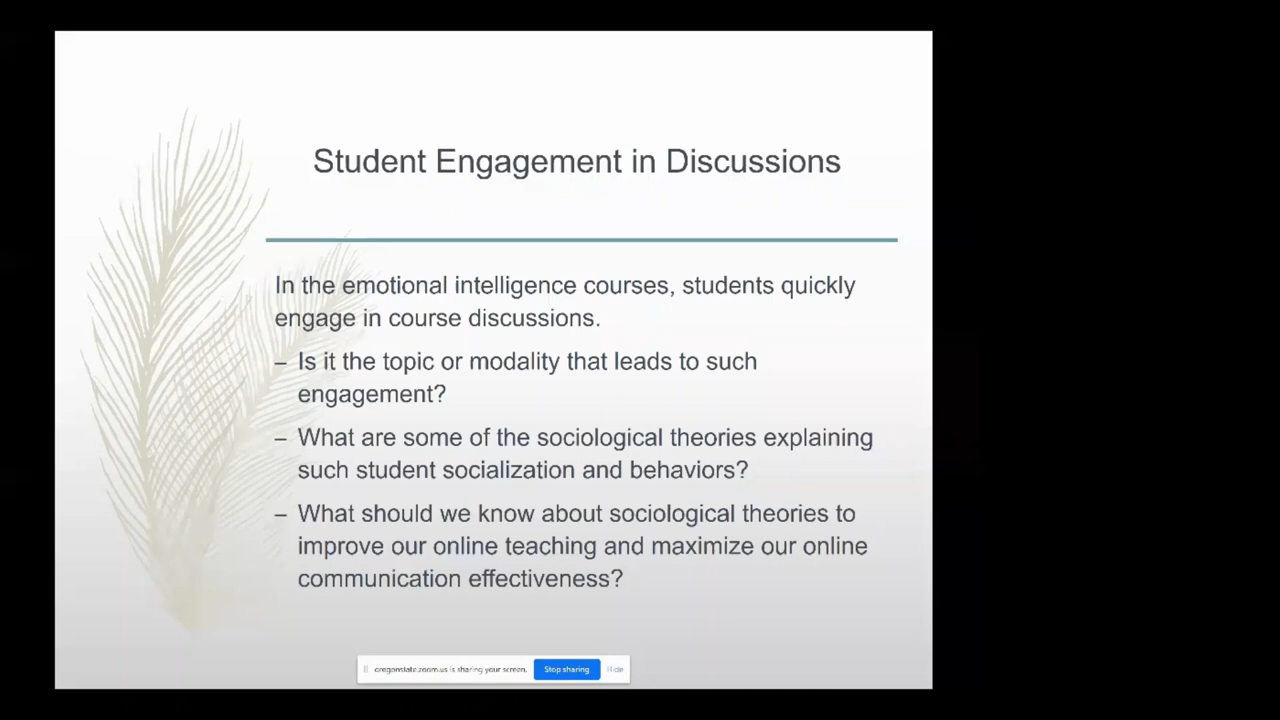 Student Engagement in Discussions
In the emotional intelligence courses, students quickly
engage in course discussions.
– Is it the topic or modality that leads to such
engagement?
– What are some of the sociological theories explaining
such student socialization and behaviors?
– What should we know about sociological theories to
improve our online teaching and maximize our online
communication effectiveness?
oregonstate.zoom.us is sharing your screen. Stop sharing Hide